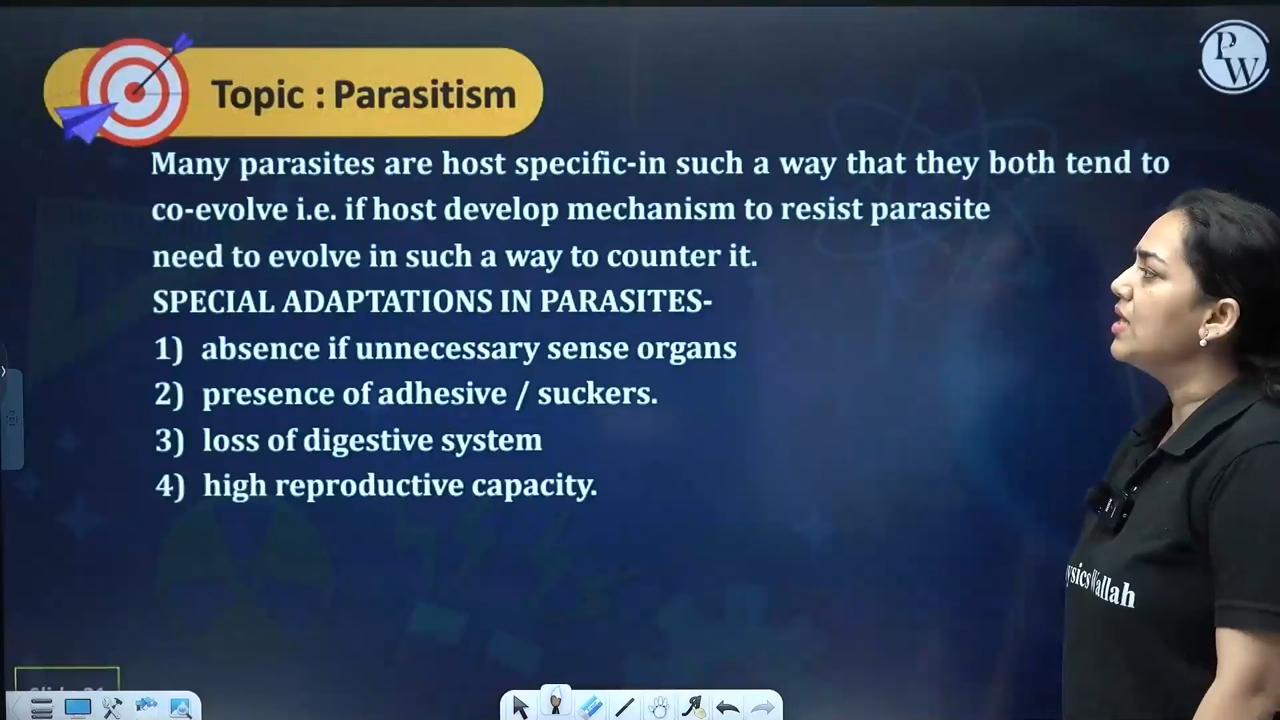 PW
Topic : Parasitism
Many parasites are host specific-in such a way that they both tend to
co-evolve i.e. if host develop mechanism to resist parasite
need to evolve in such a way to counter it.
SPECIAL ADAPTATIONS IN PARASITES-
1) absence if unnecessary sense organs
2) presence of adhesive / suckers.
3) loss of digestive system
4) high reproductive capacity.
ysics Wallah